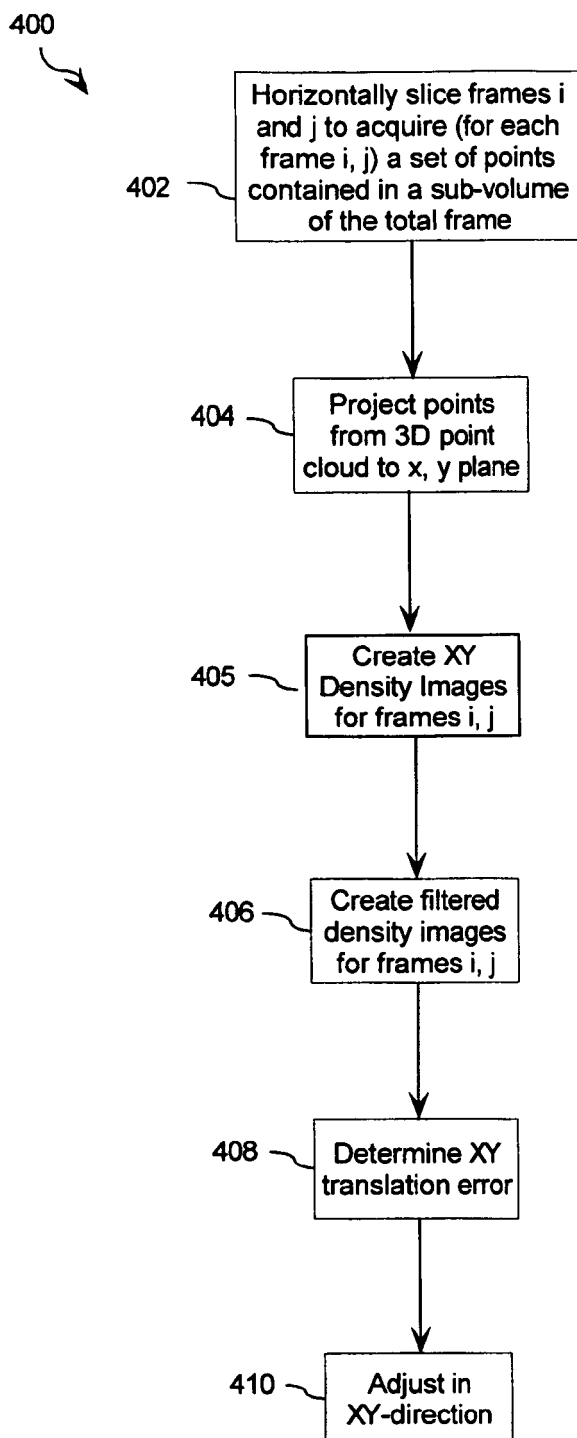 400
Horizontally slice frames i
and j to acquire (for each
frame i, j) a set of points
contained in a sub-volume
of the total frame
402
Project points
from 3D point
cloud to x, y plane
404
Create XY
Density Images
for frames i, j
405
Create filtered
density images
for frames i, j
406
Determine XY
translation error
408
Adjust in
XY-direction
410